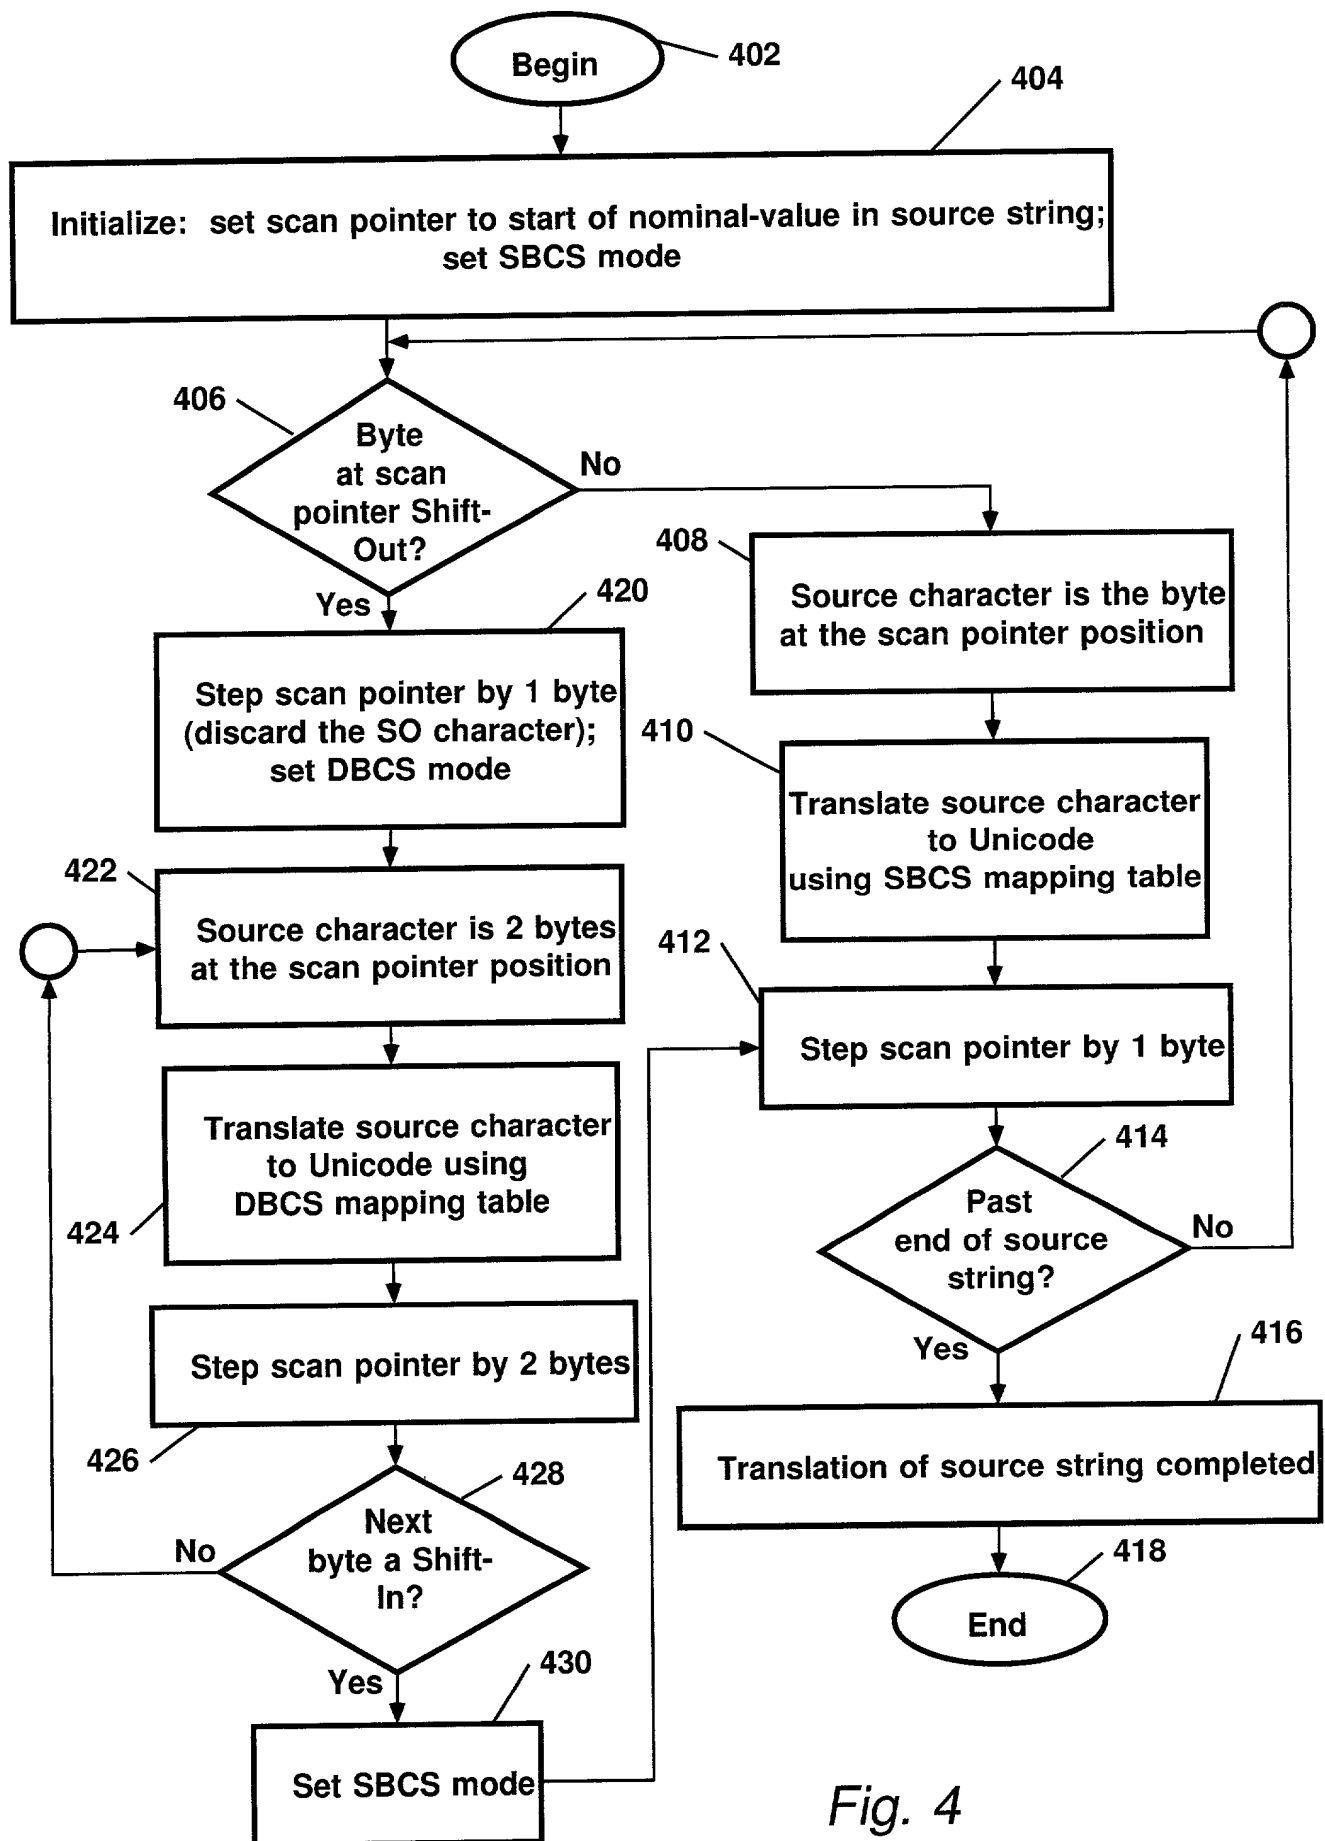 Begin
402
404
Initialize: set scan pointer to start of nominal-value in source string;
set SBCS mode
406
Byte
at scan
pointer Shift-
Out?
No
Yes
408
Source character is the byte
at the scan pointer position
420
Step scan pointer by 1 byte
(discard the SO character);
set DBCS mode
410
Translate source character
to Unicode
using SBCS mapping table
422
Source character is 2 bytes
at the scan pointer position
412
Step scan pointer by 1 byte
424
Translate source character
to Unicode using
DBCS mapping table
414
Past
end of source
string?
No
Yes
426
Step scan pointer by 2 bytes
416
Translation of source string completed
428
Next
byte a Shift-
In?
No
Yes
418
End
430
Set SBCS mode
Fig. 4